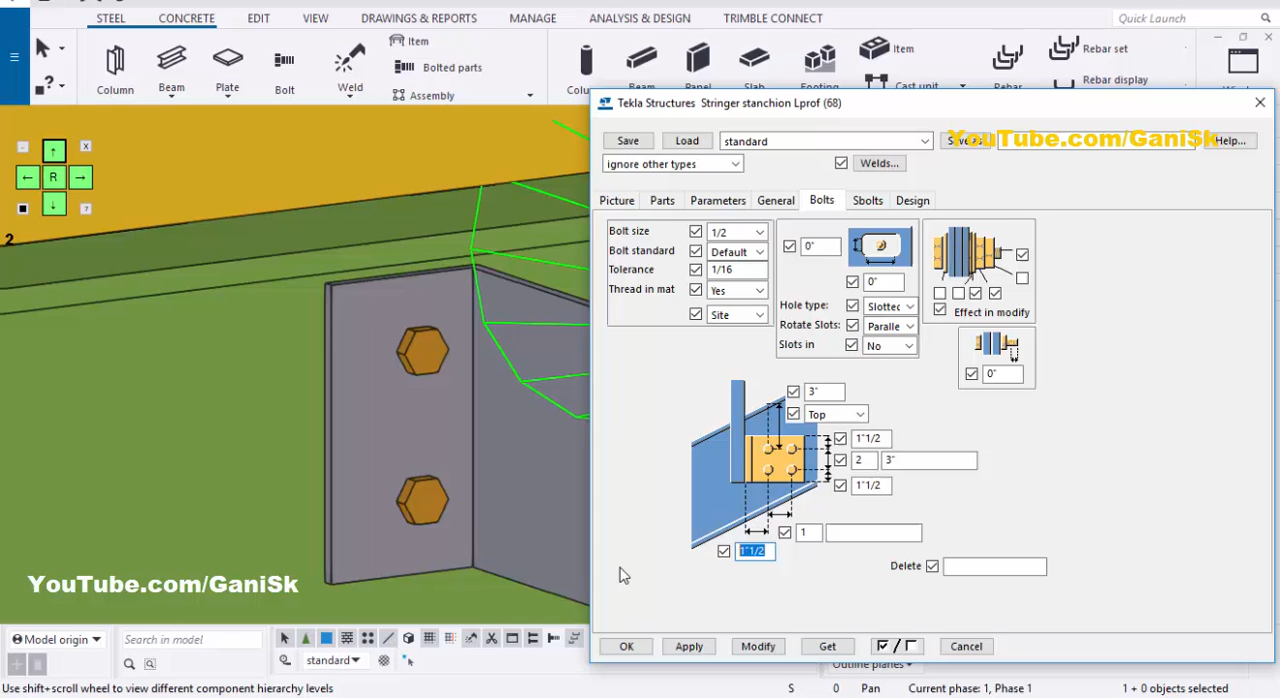 STEEL CONCRETE EDIT VIEW DRAWINGS & REPORTS MANAGE ANALYSIS & DESIGN TRIMBLE CONNECT Quick Launch
Item Item Rebar set
Bolted parts
Column Beam Plate Bolt Weld Assembly Rebar display
Tekla Structures Stringer stanchion Lprof (68)
Save Load standard Help...
YouTube.com/GaniSk
ignore other types Welds...
Picture Parts Parameters General Bolts Sbolts Design
R
?
2
Bolt size 1/2 0"
Bolt standard Default
Tolerance 1/16 0"
Thread in mat Yes
Hole type: Slotted
Site Effect in modify
Rotate Slots: Paralle
Slots in No
0"
3"
Top
1"1/2
2 3"
1"1/2
1
1"1/2
Delete
YouTube.com/GaniSk
OK Apply Modify Get / Cancel
Model origin Search in model
standard
Outline planes
Use shift+scroll wheel to view different component hierarchy levels S 0 Pan Current phase: 1, Phase 1 1 + 0 objects selected